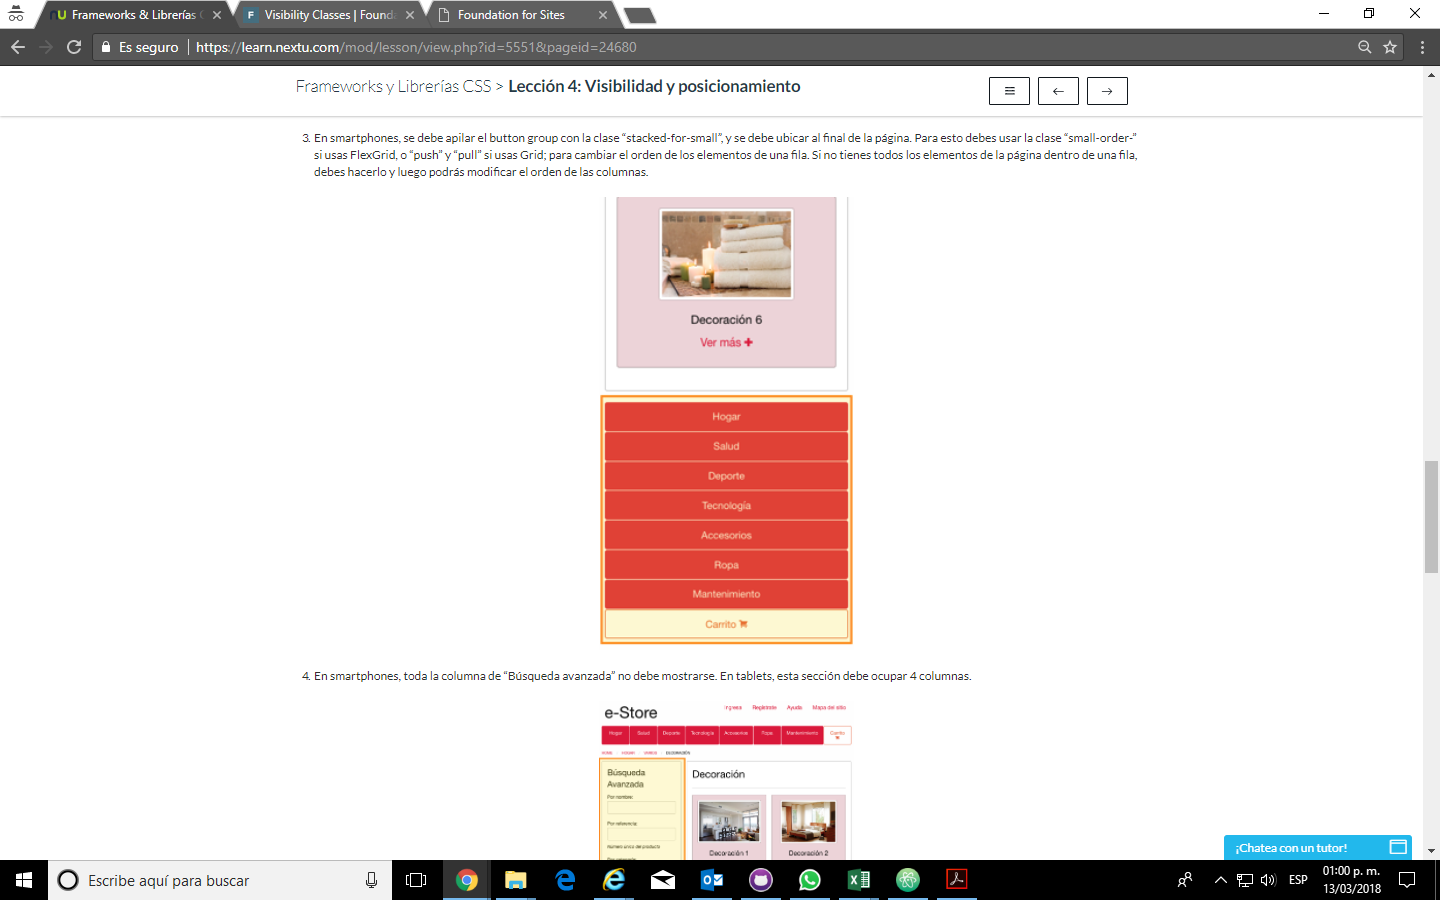 Frameworks & Librerías
Visibility Classes | Founda
Foundation for Sites
Es seguro
https://learn.nextu.com/mod/lesson/view.php?id=5551&pageid=24680
Frameworks y Librerías CSS > Lección 4: Visibilidad y posicionamiento
3. En smartphones, se debe apilar el button group con la clase “stacked-for-small”, y se debe ubicar al final de la página. Para esto debes usar la clase “small-order-”
si usas FlexGrid, o “push” y “pull” si usas Grid; para cambiar el orden de los elementos de una fila. Si no tienes todos los elementos de la página dentro de una fila,
debes hacerlo y luego podrás modificar el orden de las columnas.
Decoración 6
Ver más
Hogar
Salud
Deporte
Tecnología
Accesorios
Ropa
Mantenimiento
Carrito
4. En smartphones, toda la columna de “Búsqueda avanzada” no debe mostrarse. En tablets, esta sección debe ocupar 4 columnas.
e-Store
Ingresa Regístrate Ayuda Mapa del sitio
Hogar Salud Deporte Tecnología Accesorios Ropa Mantenimiento Carrito
Búsqueda
Avanzada
Decoración
Por nombre:
Por referencia:
Número único del producto
Decoración 1
Decoración 2
¡Chatea con un tutor!
Escribe aquí para buscar
ESP
01:00 p. m.
13/03/2018